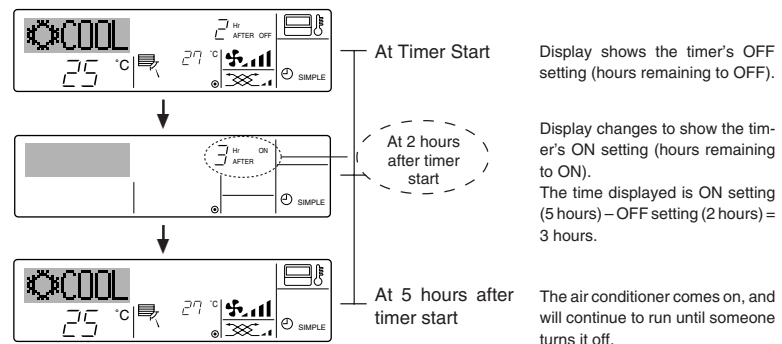 COOL
2 Hr AFTER OFF
25 °C
27 °C
SIMPLE
At Timer Start
Display shows the timer's OFF
setting (hours remaining to OFF).
3 Hr AFTER ON
SIMPLE
At 2 hours
after timer
start
Display changes to show the tim-
er's ON setting (hours remaining
to ON).
The time displayed is ON setting
(5 hours) – OFF setting (2 hours) =
3 hours.
COOL
25 °C
27 °C
SIMPLE
At 5 hours after
timer start
The air conditioner comes on, and
will continue to run until someone
turns it off.